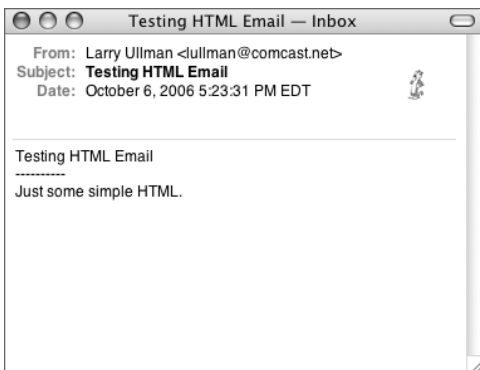 Testing HTML Email — Inbox
From: Larry Ullman <lullman@comcast.net>
Subject: Testing HTML Email
Date: October 6, 2006 5:23:31 PM EDT
Testing HTML Email
----------
Just some simple HTML.